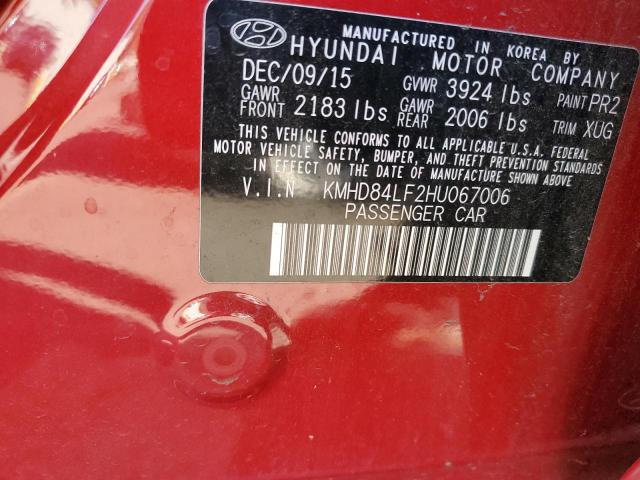 MANUFACTURED IN KOREA BY
HYUNDAI MOTOR COMPANY
DEC/09/15 GVWR 3924 lbs PAINT PR2
GAWR FRONT 2183 lbs GAWR REAR 2006 lbs TRIM XUG
THIS VEHICLE CONFORMS TO ALL APPLICABLE U.S.A. FEDERAL
MOTOR VEHICLE SAFETY, BUMPER, AND THEFT PREVENTION STANDARDS
IN EFFECT ON THE DATE OF MANUFACTURE SHOWN ABOVE
V.I.N KMHD84LF2HU067006
PASSENGER CAR